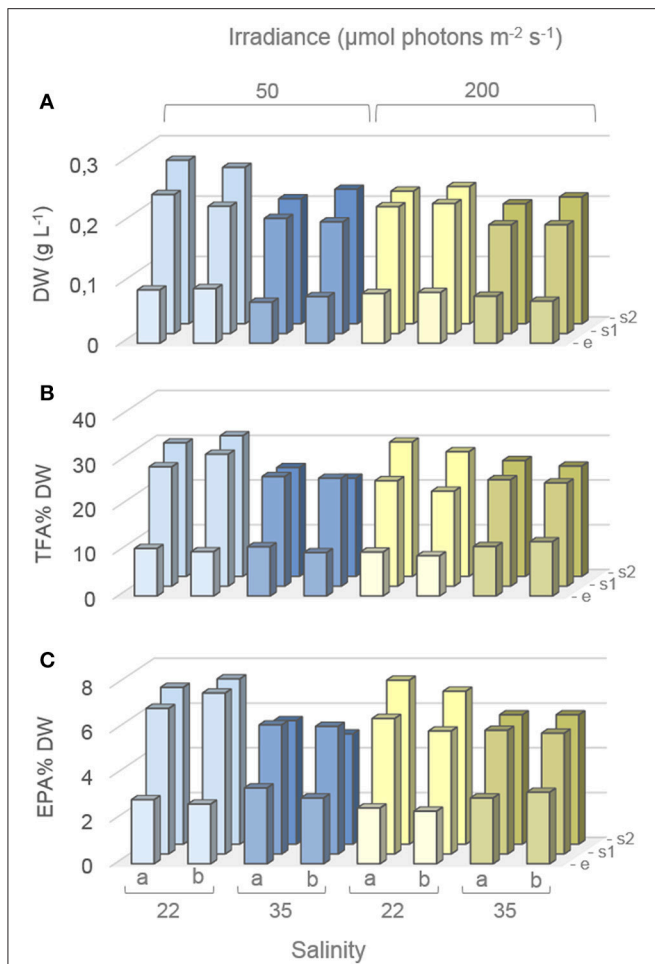 Irradiance (µmol photons m⁻² s⁻¹)
50 200
A
DW (g L⁻¹)
0,3
0,2
0,1
0
- s2
- s1
- e
B
TFA% DW
40
30
20
10
0
- s2
- s1
- e
C
EPA% DW
8
6
4
2
0
- s2
- s1
- e
a b a b a b a b
22 35 22 35
Salinity